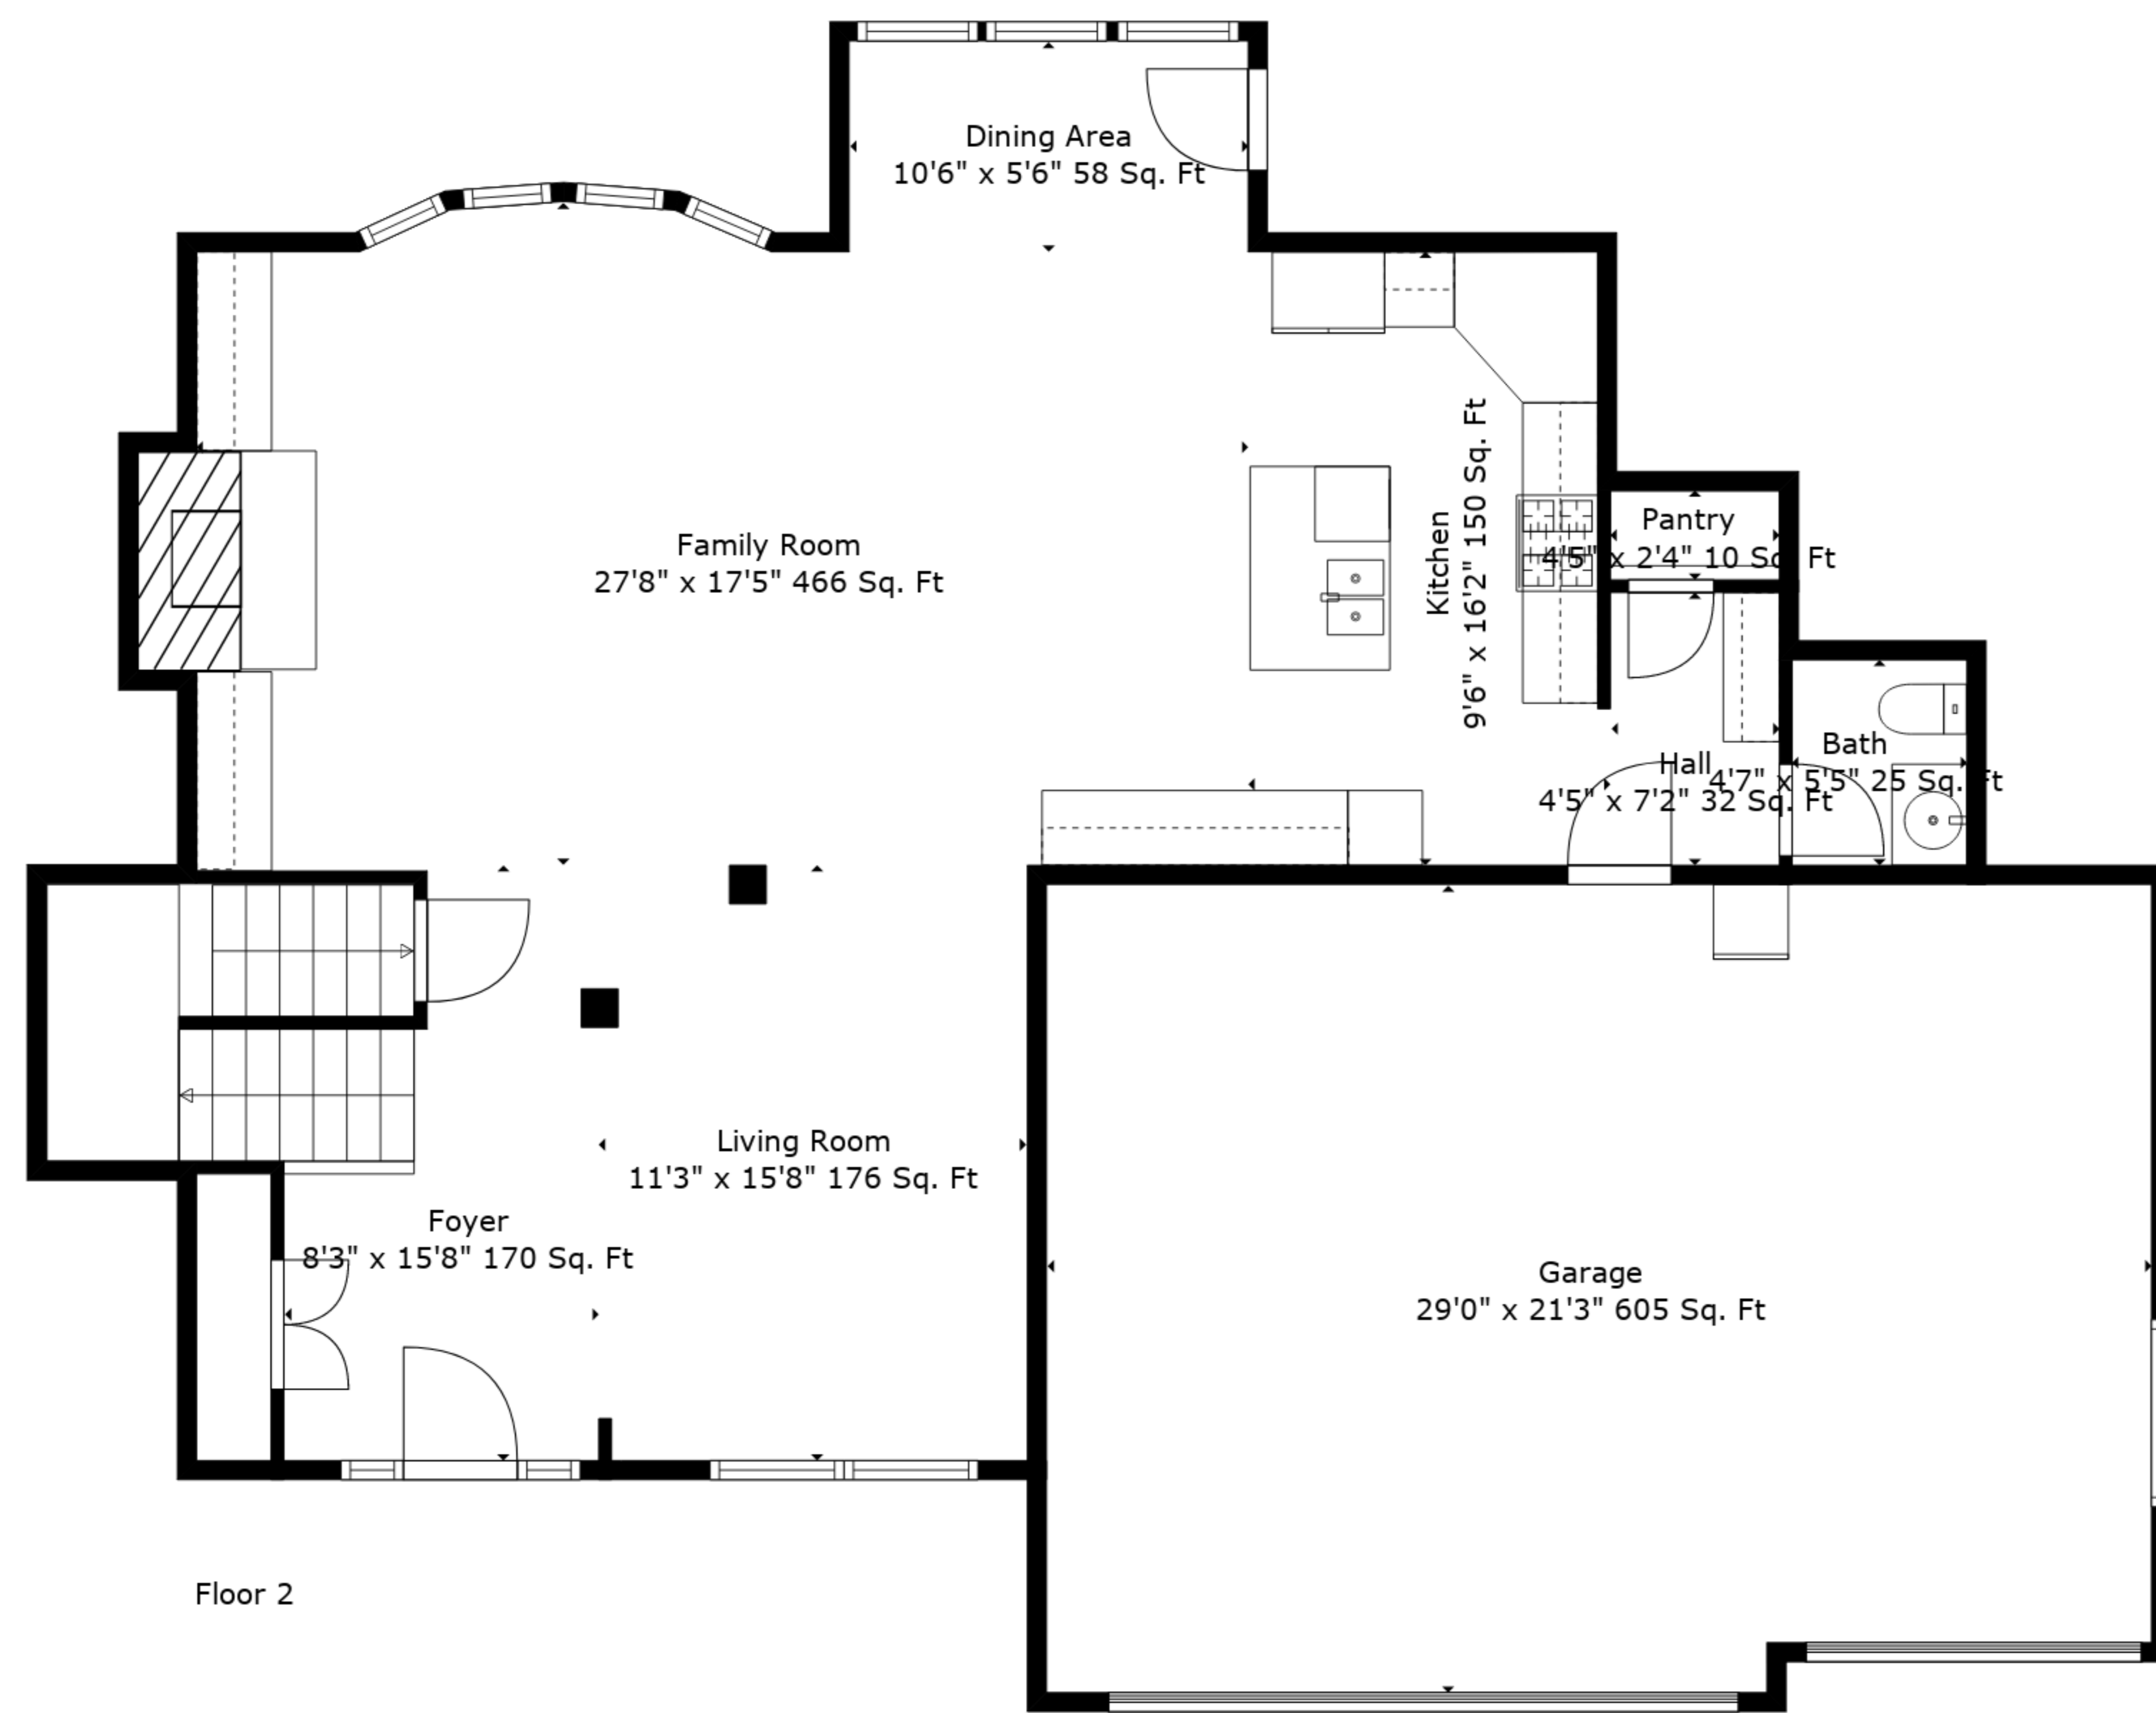 Dining Area
10'6" x 5'6" 58 Sq. Ft
Family Room
27'8" x 17'5" 466 Sq. Ft
Kitchen
9'6" x 16'2" 150 Sq. Ft
Pantry
4'5" x 2'4" 10 Sq. Ft
Bath
4'7" x 5'5" 25 Sq. Ft
Hall
4'5" x 7'2" 32 Sq. Ft
Living Room
11'3" x 15'8" 176 Sq. Ft
Foyer
8'3" x 15'8" 170 Sq. Ft
Garage
29'0" x 21'3" 605 Sq. Ft
Floor 2